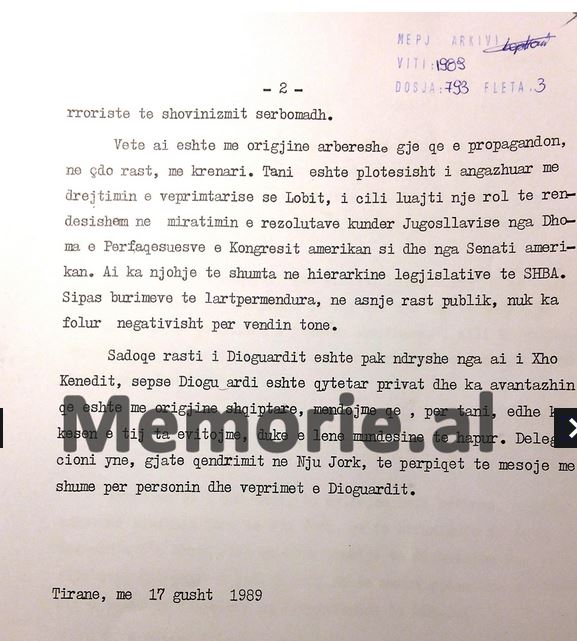 MEPJ ARKIVI
VITI: 1989
DOSJA: 793 FLETA. 3
- 2 -
rroriste te shovinizmit serbomadh.
Vete ai eshte me origjine arbereshe gje qe e propagandon,
ne çdo rast, me krenari. Tani eshte plotesisht i angazhuar me
drejtimin e veprimtarise se Lobit, i cili luajti nje rol te ren-
desishem ne miratimin e rezolutave kunder Jugosllavise nga Dho-
ma e Perfaqesuesve e Kongresit amerikan si dhe nga Senati ameri-
kan. Ai ka njohje te shumta ne hierarkine legjislative te SHBA.
Sipas burimeve te lartpermendura, ne asnje rast publik, nuk ka
folur negativisht per vendin tone.
Sadoqe rasti i Dioguardit eshte pak ndryshe nga ai i Xho
Kenedit, sepse Diogu ardi eshte qytetar privat dhe ka avantazhin
qe eshte me origjine shqiptare, mendojme qe , per tani, edhe
kesen e tij ta evitojme, duke e lene mundesine te hapur. Deleg
cioni yne, gjate qendrimit ne Nju Jork, te perpiqet te mesoje me
shume per personin dhe veprimet e Dioguardit.
Memorie.al
Tirane, me 17 gusht 1989